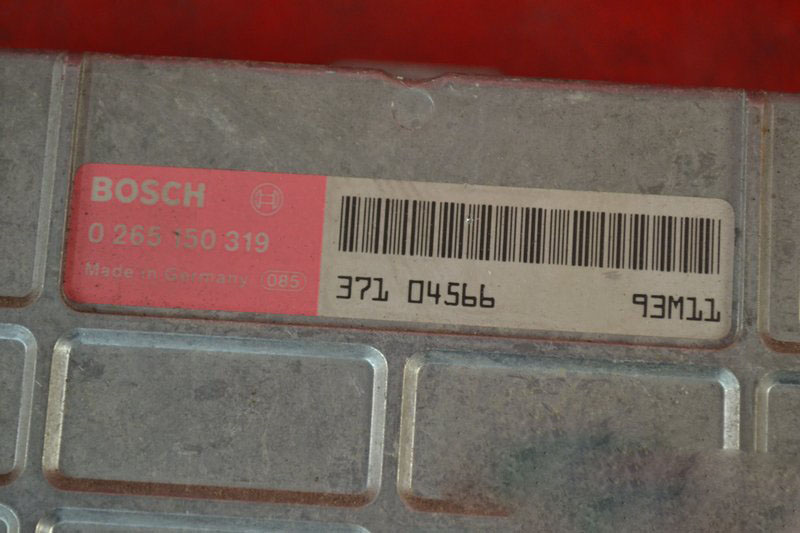 BOSCH
0 265 150 319
Made in Germany 085
371 04566 93M11